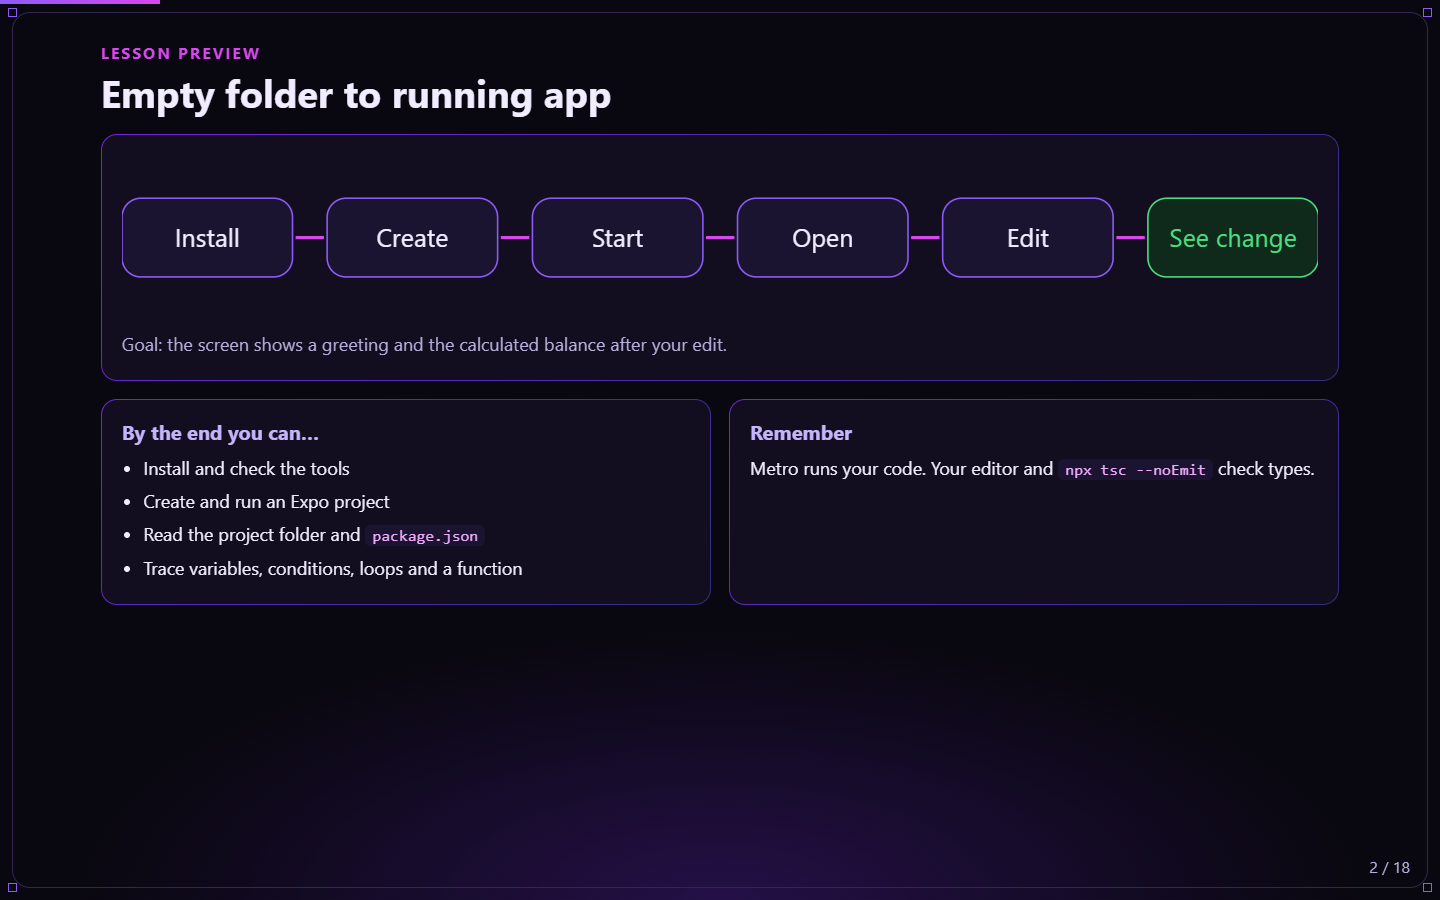 LESSON PREVIEW
Empty folder to running app
Install
Create
Start
Open
Edit
See change
Goal: the screen shows a greeting and the calculated balance after your edit.
By the end you can...
• Install and check the tools
• Create and run an Expo project
• Read the project folder and package.json
• Trace variables, conditions, loops and a function
Remember
Metro runs your code. Your editor and npx tsc --noEmit check types.
2 / 18